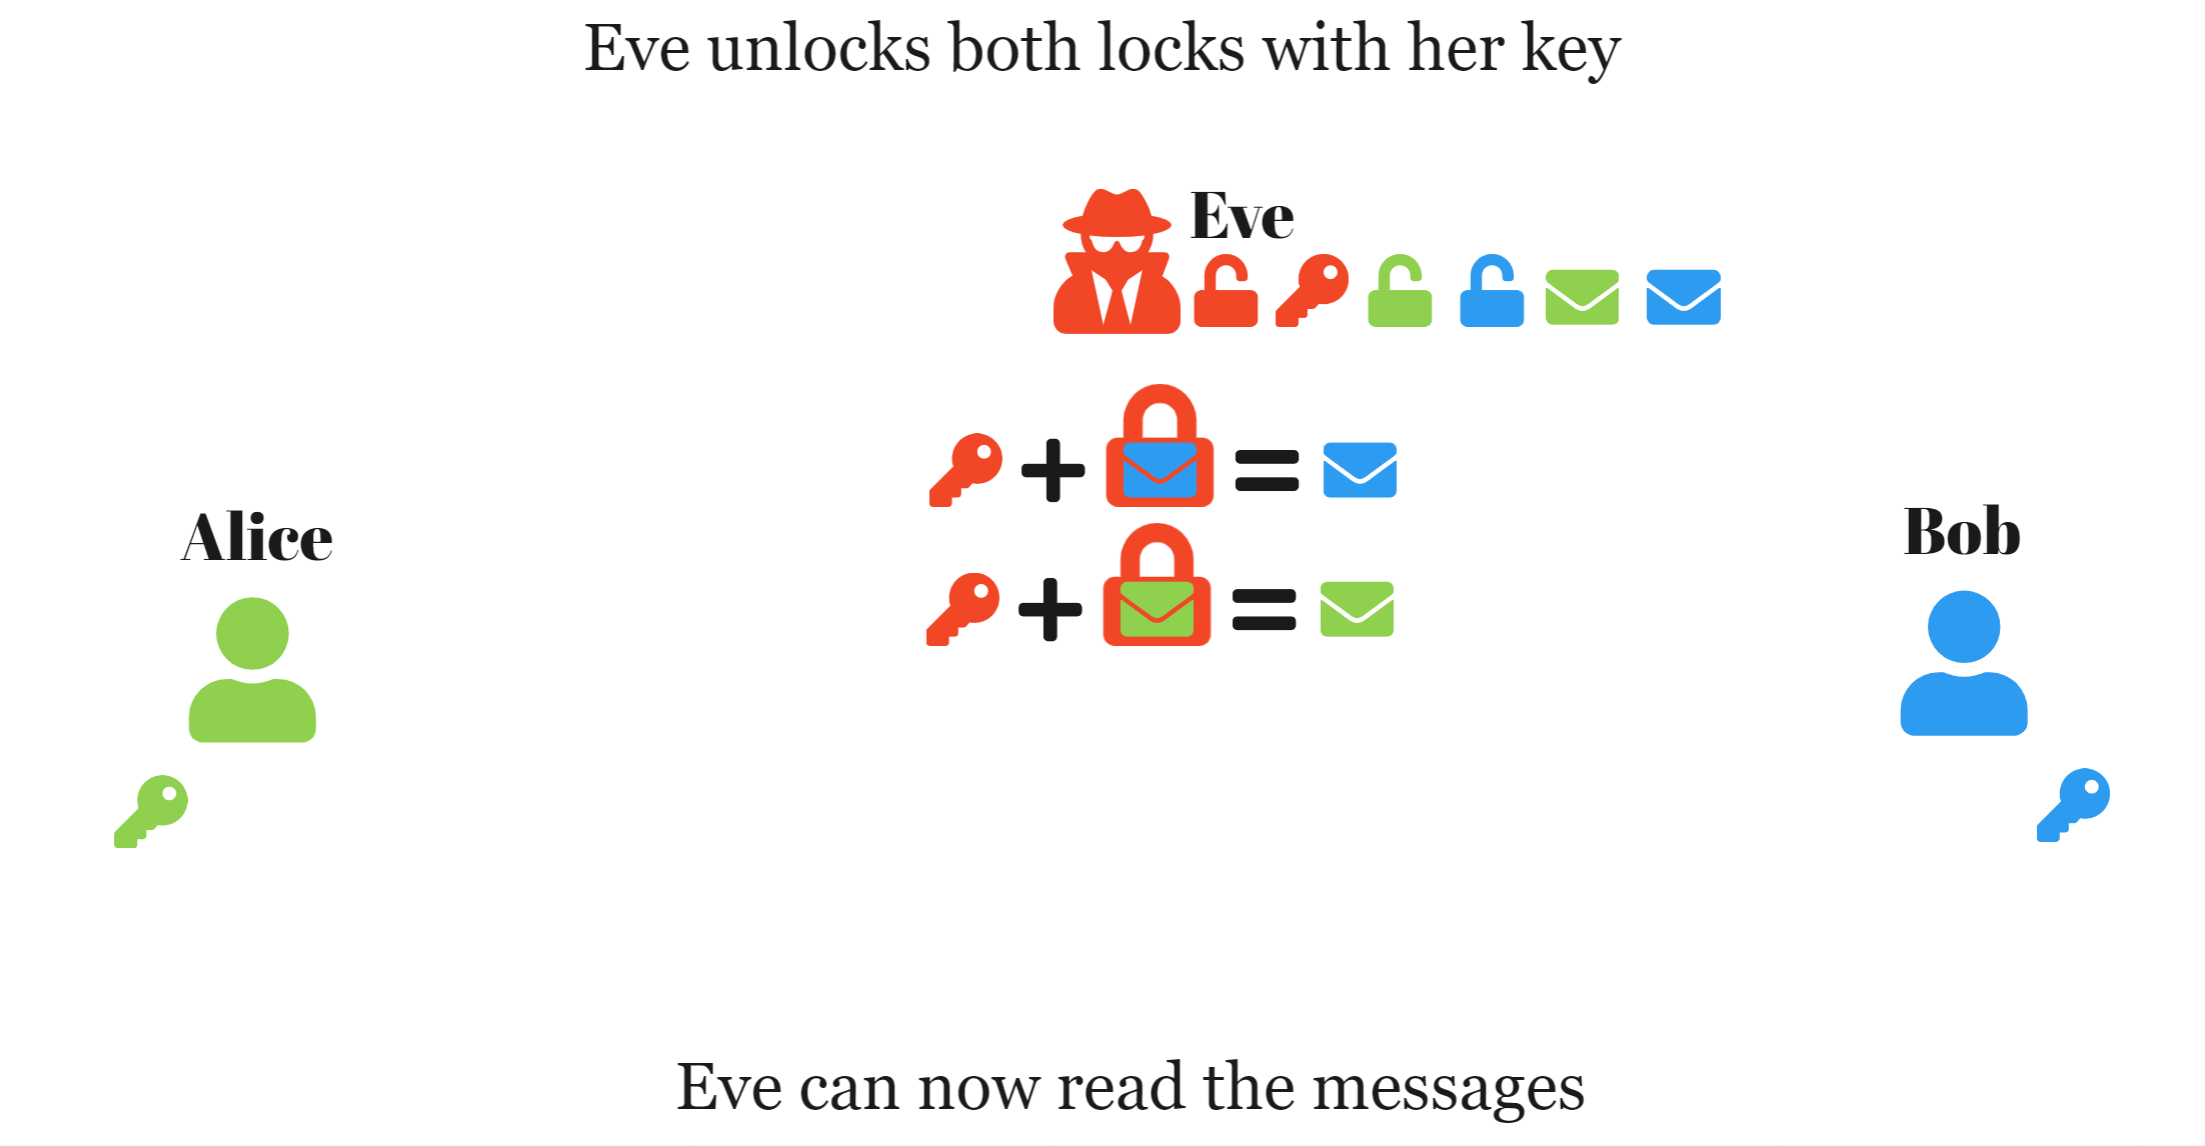 Eve unlocks both locks with her key
Eve
Alice
Bob
Eve can now read the messages